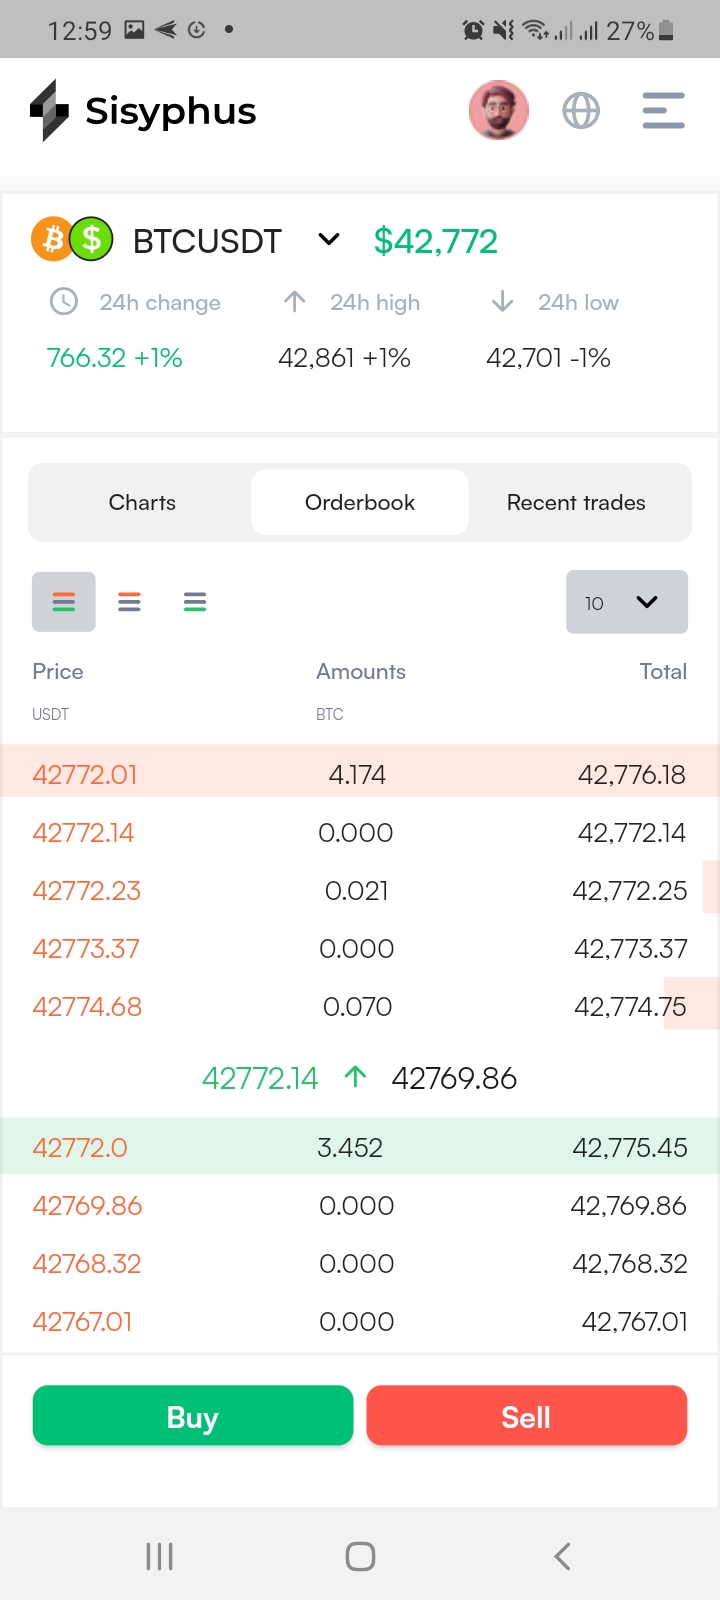 12:59 27%
Sisyphus
BTCUSDT $42,772
24h change 24h high 24h low
766.32 +1% 42,861 +1% 42,701 -1%
Charts Orderbook Recent trades
10
Price Amounts Total
USDT BTC
42772.01 4.174 42,776.18
42772.14 0.000 42,772.14
42772.23 0.021 42,772.25
42773.37 0.000 42,773.37
42774.68 0.070 42,774.75
42772.14 42769.86
42772.0 3.452 42,775.45
42769.86 0.000 42,769.86
42768.32 0.000 42,768.32
42767.01 0.000 42,767.01
Buy Sell